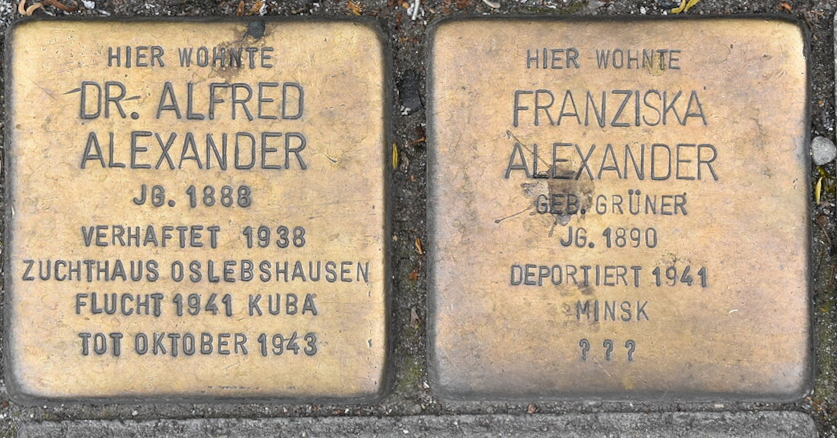 HIER WOHNTE
DR. ALFRED
ALEXANDER
JG. 1888
VERHAFTET 1938
ZUCHTHAUS OSLEBSHAUSEN
FLUCHT 1941 KUBA
TOT OKTOBER 1943
HIER WOHNTE
FRANZISKA
ALEXANDER
GEB. GRÜNER
JG. 1890
DEPORTIERT 1941
MINSK
? ? ?